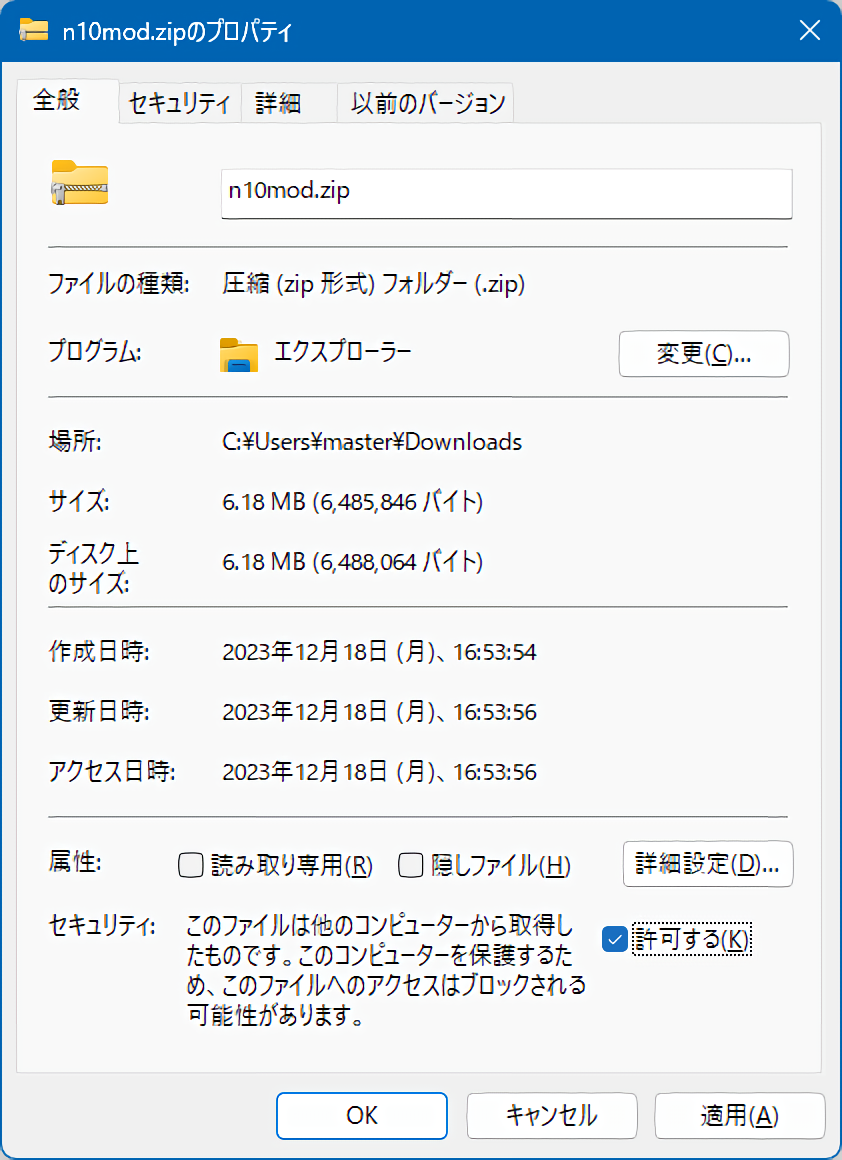 n10mod.zipのプロパティ
全般 セキュリティ 詳細 以前のバージョン
n10mod.zip
ファイルの種類: 圧縮 (zip 形式) フォルダー (.zip)
プログラム: エクスプローラー 変更(C)...
場所: C:¥Users¥master¥Downloads
サイズ: 6.18 MB (6,485,846 バイト)
ディスク上
のサイズ: 6.18 MB (6,488,064 バイト)
作成日時: 2023年12月18日 (月)、16:53:54
更新日時: 2023年12月18日 (月)、16:53:56
アクセス日時: 2023年12月18日 (月)、16:53:56
属性: 読み取り専用(R) 隠しファイル(H) 詳細設定(D)...
セキュリティ: このファイルは他のコンピューターから取得し
たものです。このコンピューターを保護するた
め、このファイルへのアクセスはブロックされる
可能性があります。
許可する(K)
OK キャンセル 適用(A)